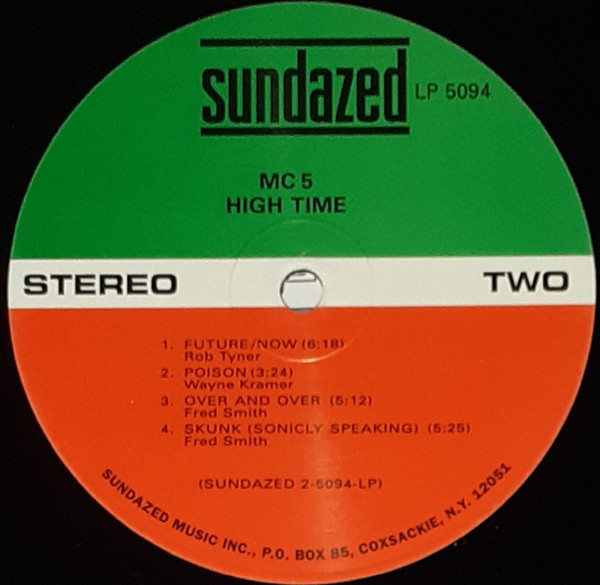 sundazed
LP 5094
MC5
HIGH TIME
STEREO
TWO
1. FUTURE/NOW (6:18)
Rob Tyner
2. POISON (3:24)
Wayne Kramer
3. OVER AND OVER (5:12)
Fred Smith
4. SKUNK (SONICLY SPEAKING) (5:25)
Fred Smith
(SUNDAZED 2-5094-LP)
SUNDAZED MUSIC INC., P.O. BOX 85, COXSACKIE, N.Y. 12051